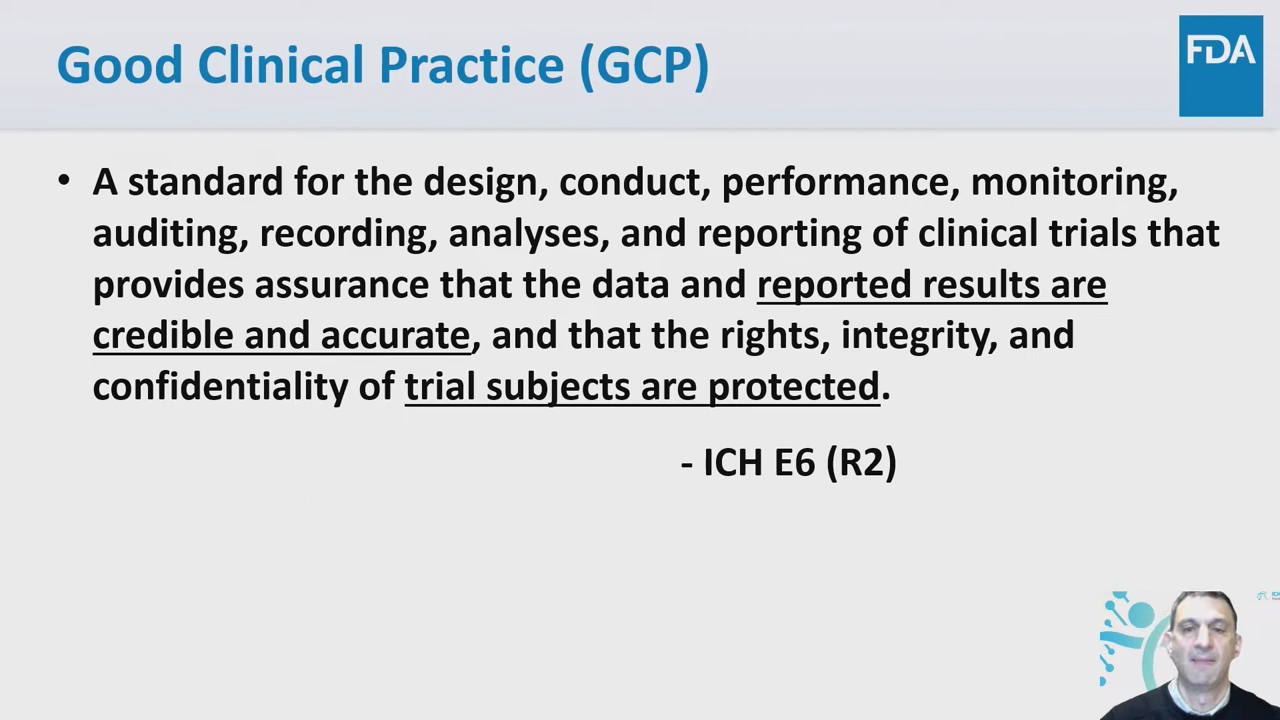 Good Clinical Practice (GCP)
FDA
• A standard for the design, conduct, performance, monitoring,
auditing, recording, analyses, and reporting of clinical trials that
provides assurance that the data and reported results are
credible and accurate, and that the rights, integrity, and
confidentiality of trial subjects are protected.
- ICH E6 (R2)